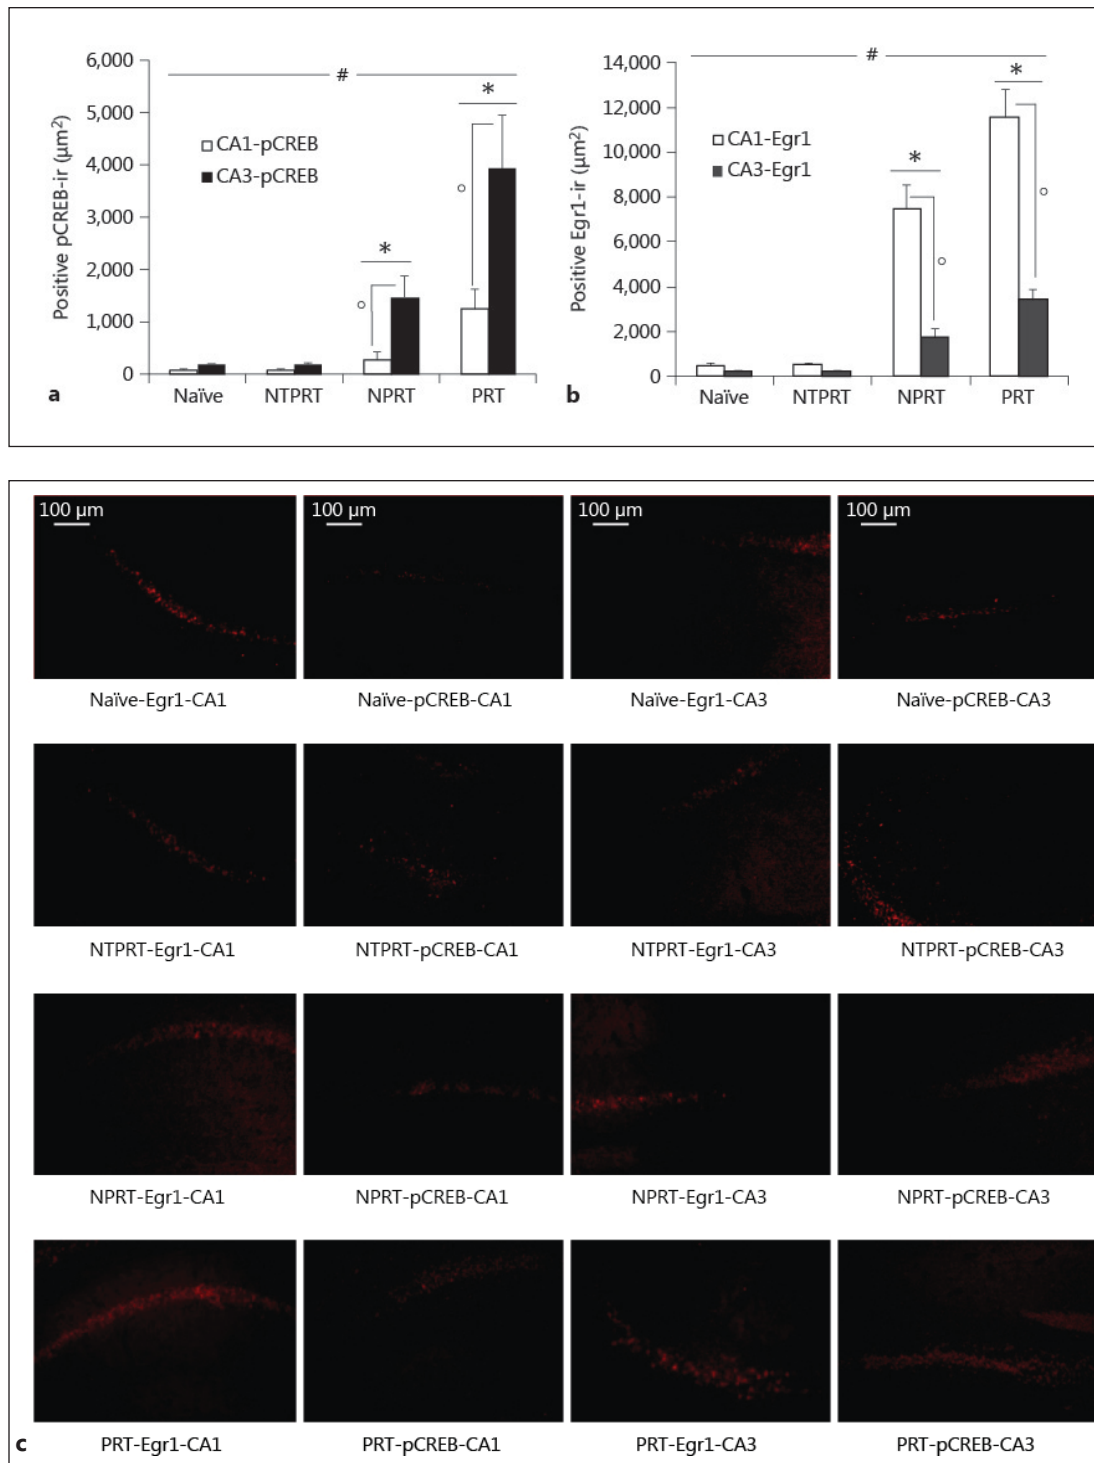 6,000
5,000
4,000
3,000
2,000
1,000
0
Positive pCREB-ir (µm²)
#
*
*
CA1-pCREB
CA3-pCREB
Naïve NTPRT NPRT PRT
a
14,000
12,000
10,000
8,000
6,000
4,000
2,000
0
Positive Egr1-ir (µm²)
#
*
*
CA1-Egr1
CA3-Egr1
Naïve NTPRT NPRT PRT
b
100 µm 100 µm 100 µm 100 µm
Naïve-Egr1-CA1 Naïve-pCREB-CA1 Naïve-Egr1-CA3 Naïve-pCREB-CA3
NTPRT-Egr1-CA1 NTPRT-pCREB-CA1 NTPRT-Egr1-CA3 NTPRT-pCREB-CA3
NPRT-Egr1-CA1 NPRT-pCREB-CA1 NPRT-Egr1-CA3 NPRT-pCREB-CA3
c PRT-Egr1-CA1 PRT-pCREB-CA1 PRT-Egr1-CA3 PRT-pCREB-CA3